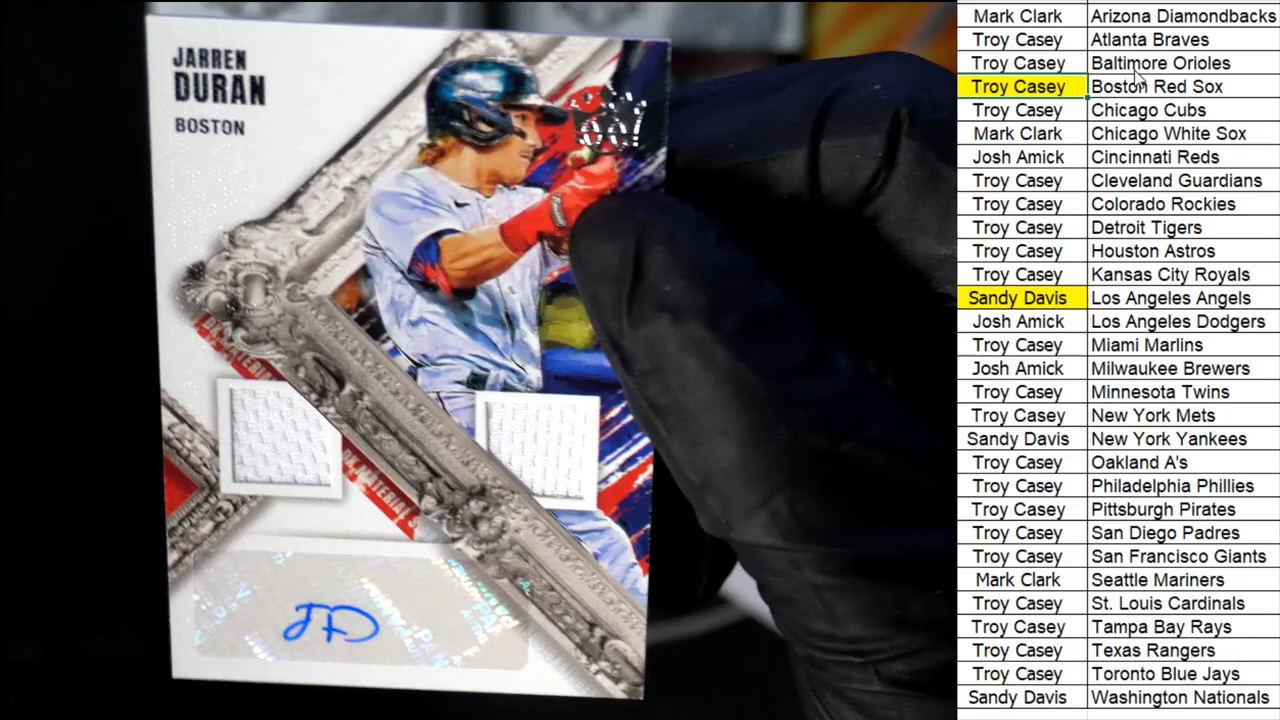 JARREN
DURAN
BOSTON
JD
Mark Clark Arizona Diamondbacks
Troy Casey Atlanta Braves
Troy Casey Baltimore Orioles
Troy Casey Boston Red Sox
Troy Casey Chicago Cubs
Mark Clark Chicago White Sox
Josh Amick Cincinnati Reds
Troy Casey Cleveland Guardians
Troy Casey Colorado Rockies
Troy Casey Detroit Tigers
Troy Casey Houston Astros
Troy Casey Kansas City Royals
Sandy Davis Los Angeles Angels
Josh Amick Los Angeles Dodgers
Troy Casey Miami Marlins
Josh Amick Milwaukee Brewers
Troy Casey Minnesota Twins
Troy Casey New York Mets
Sandy Davis New York Yankees
Troy Casey Oakland A's
Troy Casey Philadelphia Phillies
Troy Casey Pittsburgh Pirates
Troy Casey San Diego Padres
Troy Casey San Francisco Giants
Mark Clark Seattle Mariners
Troy Casey St. Louis Cardinals
Troy Casey Tampa Bay Rays
Troy Casey Texas Rangers
Troy Casey Toronto Blue Jays
Sandy Davis Washington Nationals